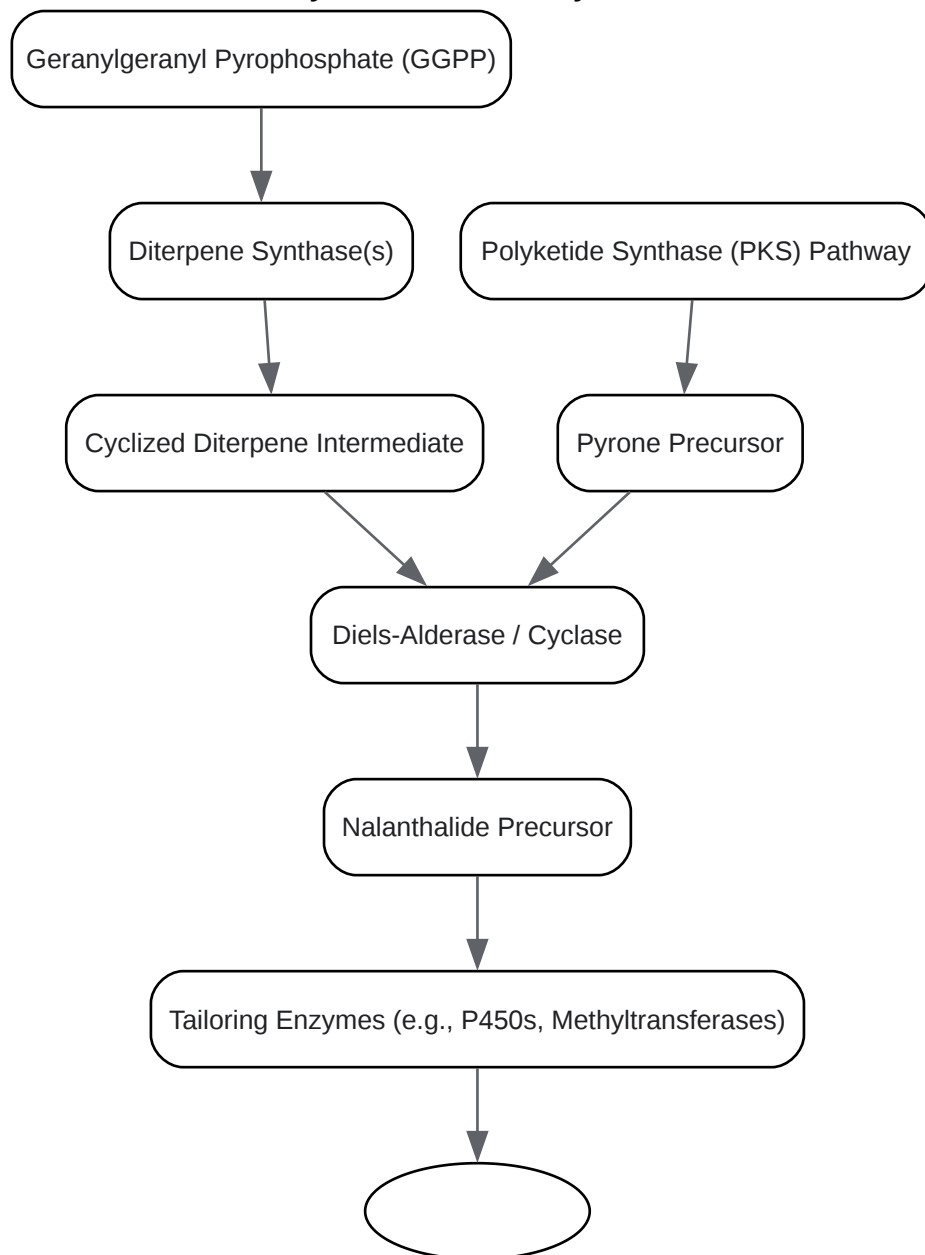 Geranylgeranyl Pyrophosphate (GGPP)
Diterpene Synthase(s)
Polyketide Synthase (PKS) Pathway
Cyclized Diterpene Intermediate
Pyrone Precursor
Diels-Alderase / Cyclase
Nalanthalide Precursor
Tailoring Enzymes (e.g., P450s, Methyltransferases)